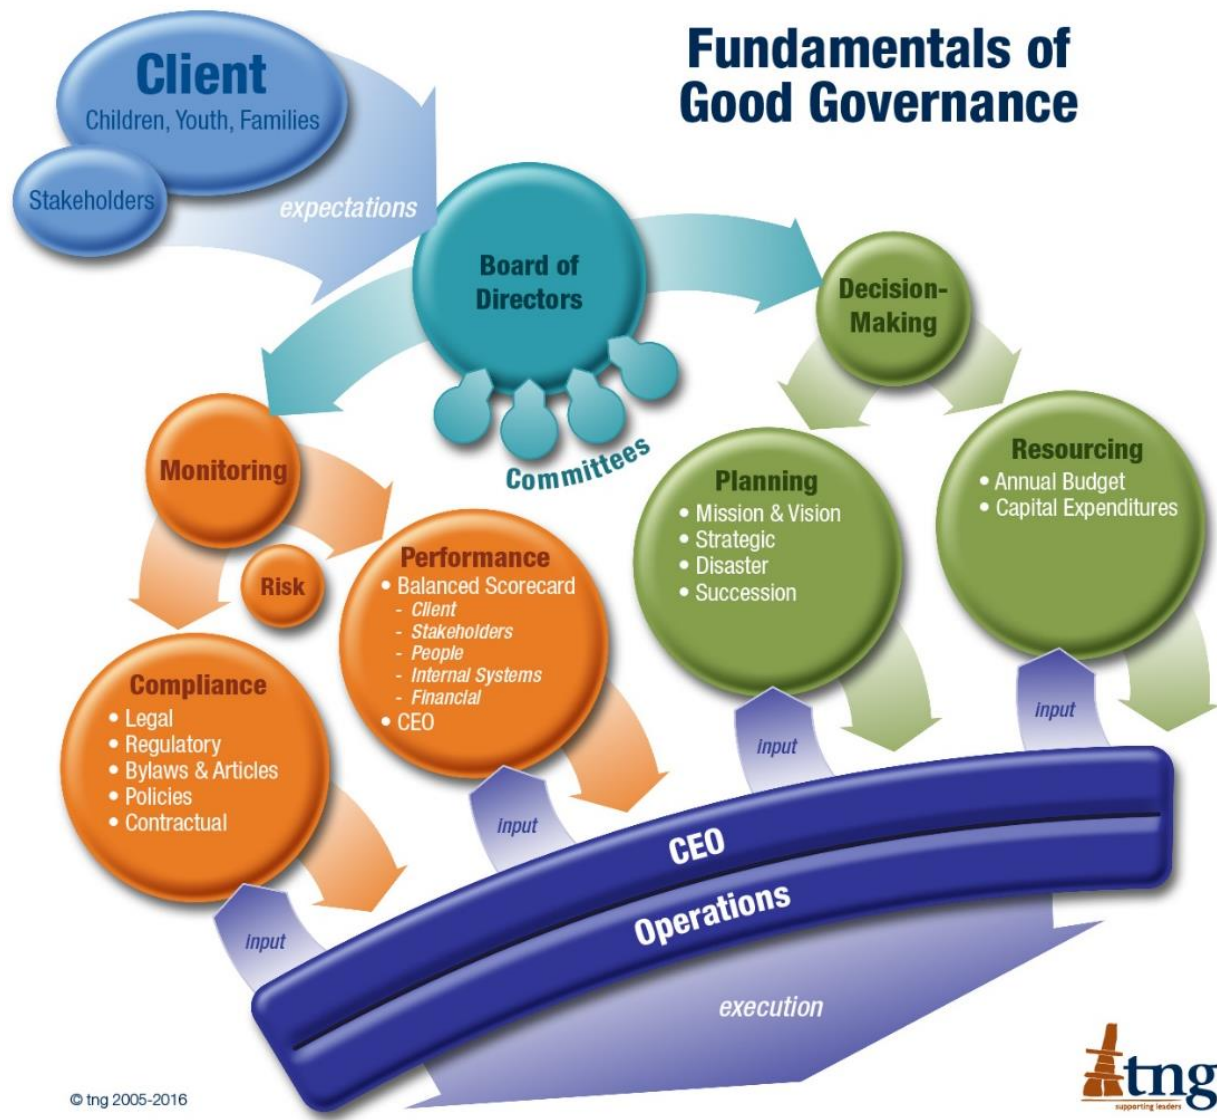 Fundamentals of
Good Governance
Client
Children, Youth, Families
Stakeholders
expectations
Board of
Directors
Committees
Decision-
Making
Monitoring
Risk
Performance
• Balanced Scorecard
- Client
- Stakeholders
- People
- Internal Systems
- Financial
• CEO
Planning
• Mission & Vision
• Strategic
• Disaster
• Succession
Resourcing
• Annual Budget
• Capital Expenditures
Compliance
• Legal
• Regulatory
• Bylaws & Articles
• Policies
• Contractual
input
input
input
input
CEO
Operations
execution
© tng 2005-2016
tng
supporting leaders